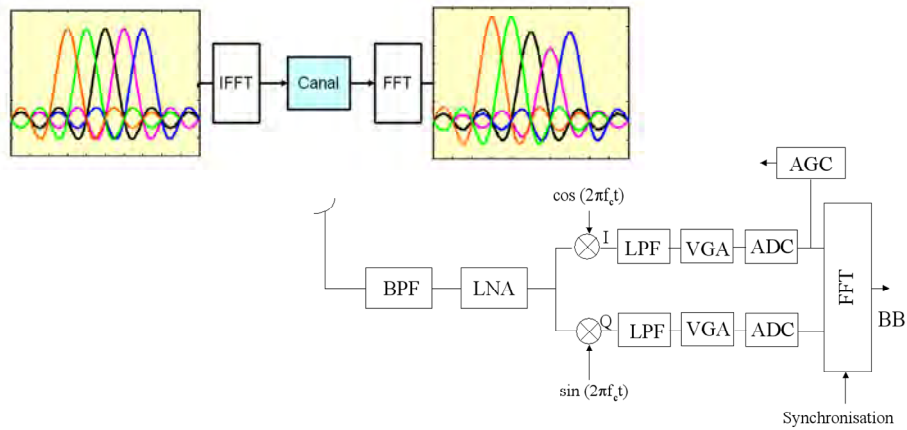 IFFT
Canal
FFT
AGC
cos (2πfct)
I
LPF
VGA
ADC
BPF
LNA
FFT
BB
Q
LPF
VGA
ADC
sin (2πfct)
Synchronisation